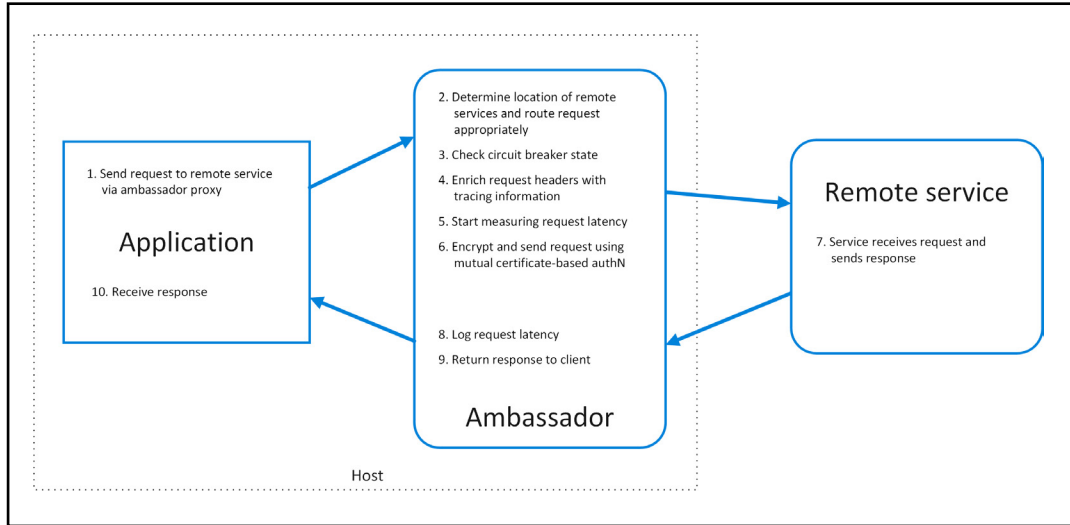 1. Send request to remote service
via ambassador proxy
Application
10. Receive response
2. Determine location of remote
services and route request
appropriately
3. Check circuit breaker state
4. Enrich request headers with
tracing information
5. Start measuring request latency
6. Encrypt and send request using
mutual certificate-based authN
8. Log request latency
9. Return response to client
Ambassador
Remote service
7. Service receives request and
sends response
Host